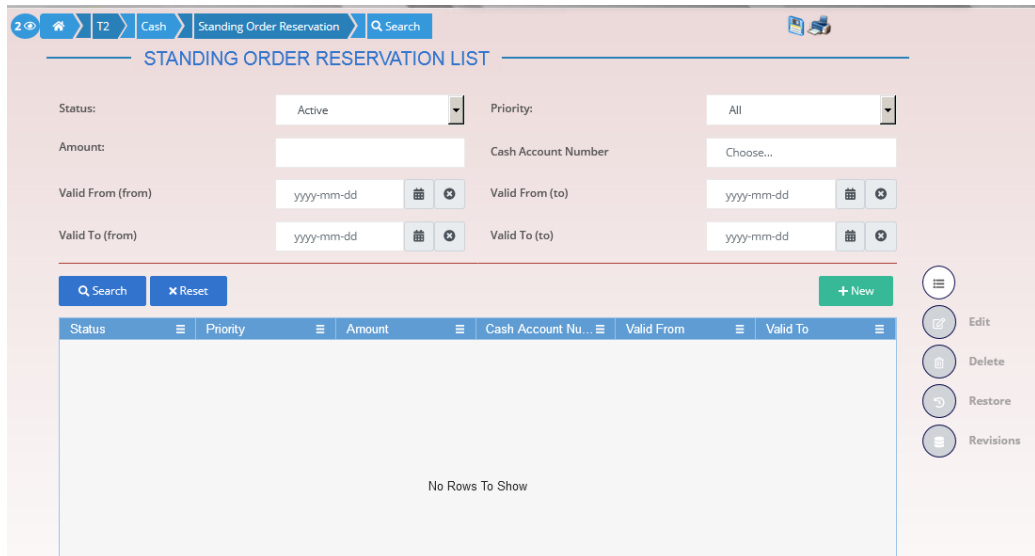 2 T2 Cash Standing Order Reservation Search
STANDING ORDER RESERVATION LIST
Status: Active Priority: All
Amount: Cash Account Number Choose...
Valid From (from) yyyy-mm-dd Valid From (to) yyyy-mm-dd
Valid To (from) yyyy-mm-dd Valid To (to) yyyy-mm-dd
Search Reset New
Status Priority Amount Cash Account Nu... Valid From Valid To
Edit
Delete
Restore
Revisions
No Rows To Show